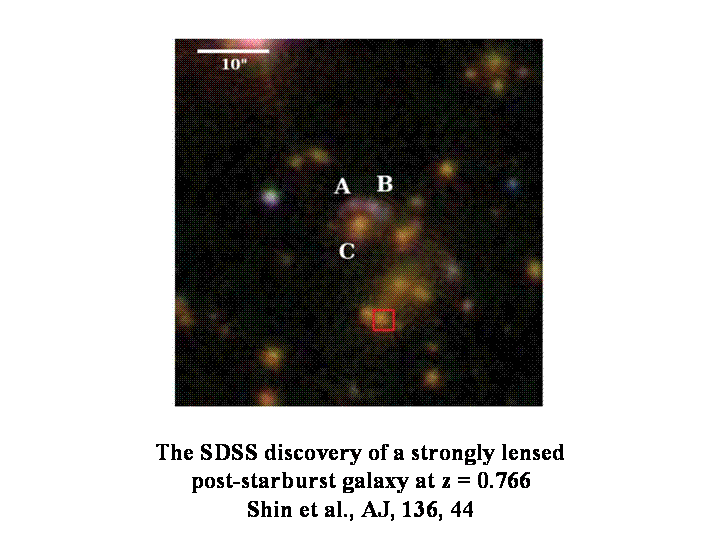 10"
A B
C
The SDSS discovery of a strongly lensed
post-starburst galaxy at z = 0.766
Shin et al., AJ, 136, 44